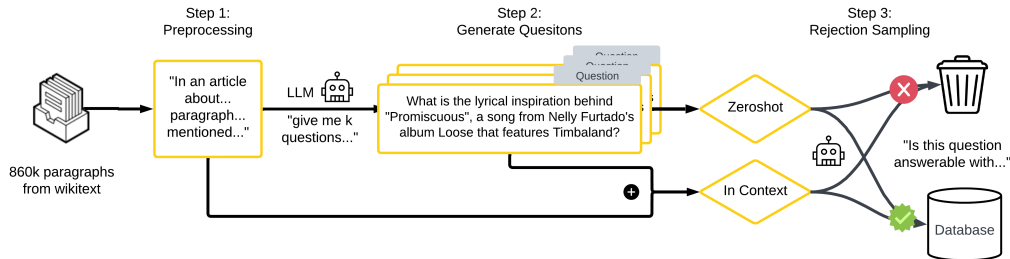 Step 1:
Preprocessing
Step 2:
Generate Quesitons
Step 3:
Rejection Sampling
860k paragraphs
from wikitext
"In an article
about...
paragraph...
mentioned..."
LLM
"give me k
questions..."
Question
Question
Question
What is the lyrical inspiration behind
"Promiscuous", a song from Nelly Furtado's
album Loose that features Timbaland?
Zeroshot
In Context
"Is this question
answerable with..."
Database